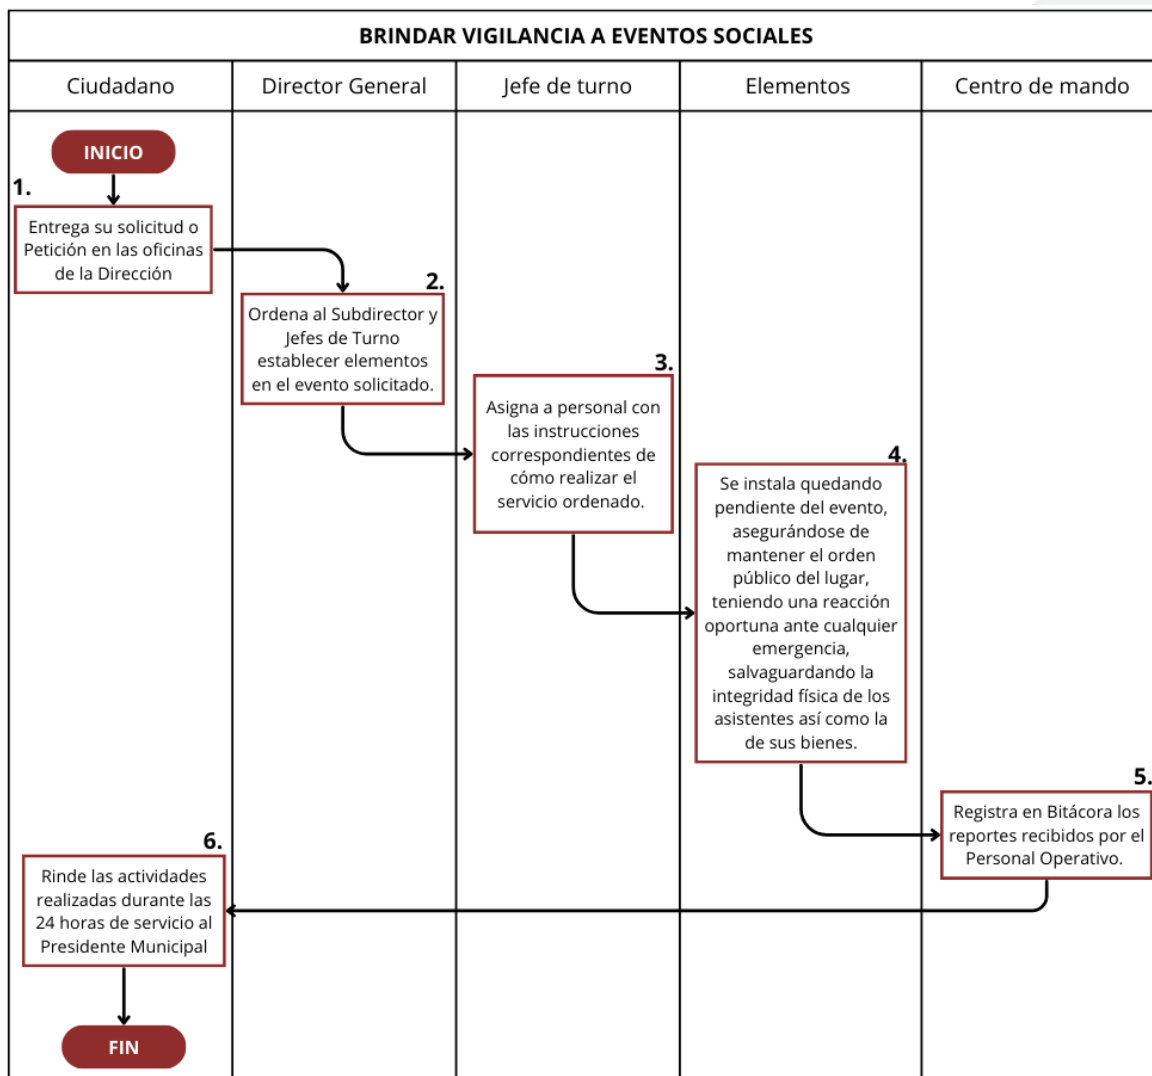 BRINDAR VIGILANCIA A EVENTOS SOCIALES
Ciudadano
Director General
Jefe de turno
Elementos
Centro de mando
INICIO
1.
Entrega su solicitud o
Petición en las oficinas
de la Dirección
2.
Ordena al Subdirector y
Jefes de Turno
establecer elementos
en el evento solicitado.
3.
Asigna a personal con
las instrucciones
correspondientes de
cómo realizar el
servicio ordenado.
4.
Se instala quedando
pendiente del evento,
asegurándose de
mantener el orden
público del lugar,
teniendo una reacción
oportuna ante cualquier
emergencia,
salvaguardando la
integridad física de los
asistentes así como la
de sus bienes.
5.
Registra en Bitácora los
reportes recibidos por el
Personal Operativo.
6.
Rinde las actividades
realizadas durante las
24 horas de servicio al
Presidente Municipal
FIN